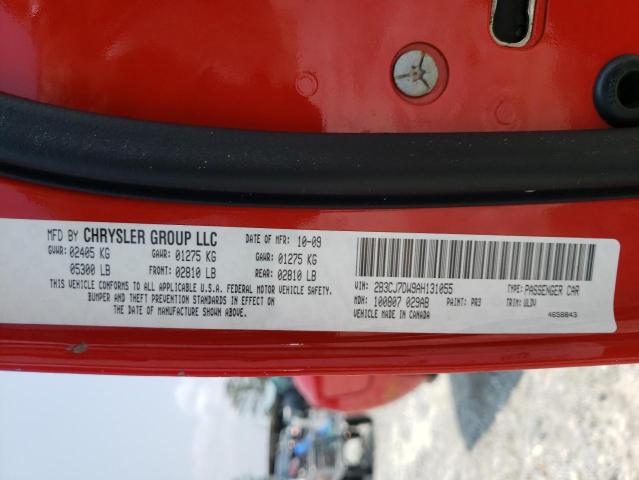 MFD BY CHRYSLER GROUP LLC DATE OF MFR: 10-09
GVWR: 02405 KG GAWR: 01275 KG GAWR: 01275 KG
05300 LB FRONT: 02810 LB REAR: 02810 LB
THIS VEHICLE CONFORMS TO ALL APPLICABLE U.S.A. FEDERAL MOTOR VEHICLE SAFETY,
BUMPER AND THEFT PREVENTION STANDARDS IN EFFECT ON
THE DATE OF MANUFACTURE SHOWN ABOVE.
VIN: 2B3CJ7DW9AH131055 TYPE: PASSENGER CAR
MDH: 100807 029AB PAINT: PR3 TRIM: ULDV
VEHICLE MADE IN CANADA 4658843